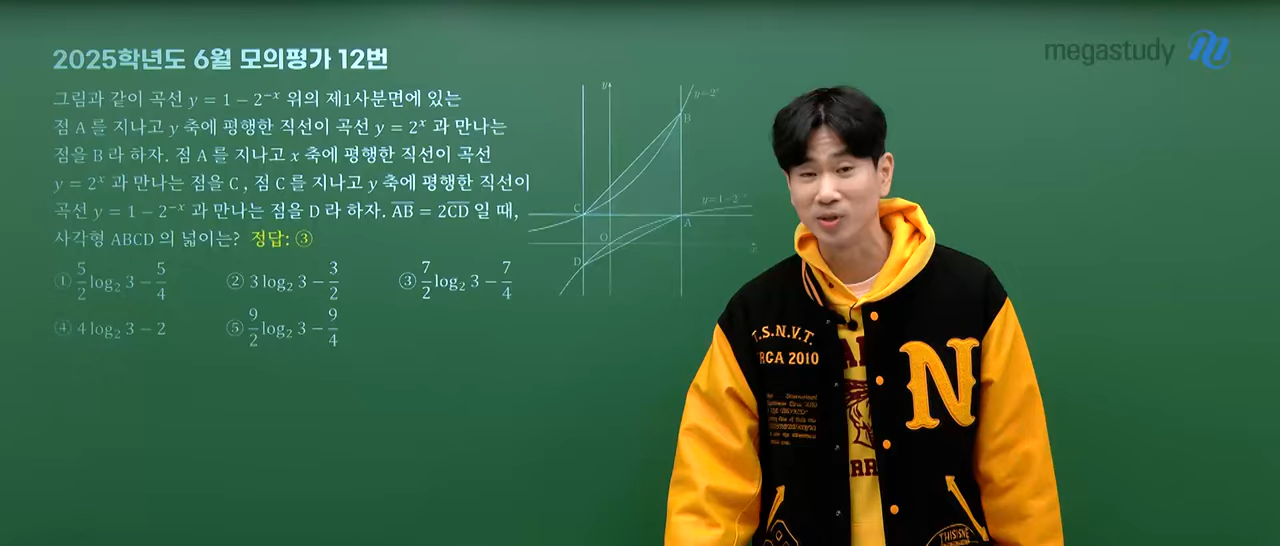 2025학년도 6월 모의평가 12번
megastudy
그림과 같이 곡선 y = 1 − 2⁻ˣ 위의 제1사분면에 있는
점 A 를 지나고 y 축에 평행한 직선이 곡선 y = 2ˣ 과 만나는
점을 B 라 하자. 점 A 를 지나고 x 축에 평행한 직선이 곡선
y = 2ˣ 과 만나는 점을 C , 점 C 를 지나고 y 축에 평행한 직선이
곡선 y = 1 − 2⁻ˣ 과 만나는 점을 D 라 하자. A̅B̅ = 2C̅D̅ 일 때,
사각형 ABCD 의 넓이는? 정답: ③
① 5/2 log₂ 3 − 5/4 ② 3 log₂ 3 − 3/2 ③ 7/2 log₂ 3 − 7/4
④ 4 log₂ 3 − 2 ⑤ 9/2 log₂ 3 − 9/4
y
y=2ˣ
B
y=1−2⁻ˣ
C
A
O
x
D
T.S.N.V.T.
RCA 2010
N
THIS IS NE